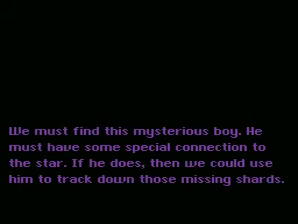 We must find this mysterious boy. He
must have some special connection to
the star. If he does, then we could use
him to track down those missing shards.